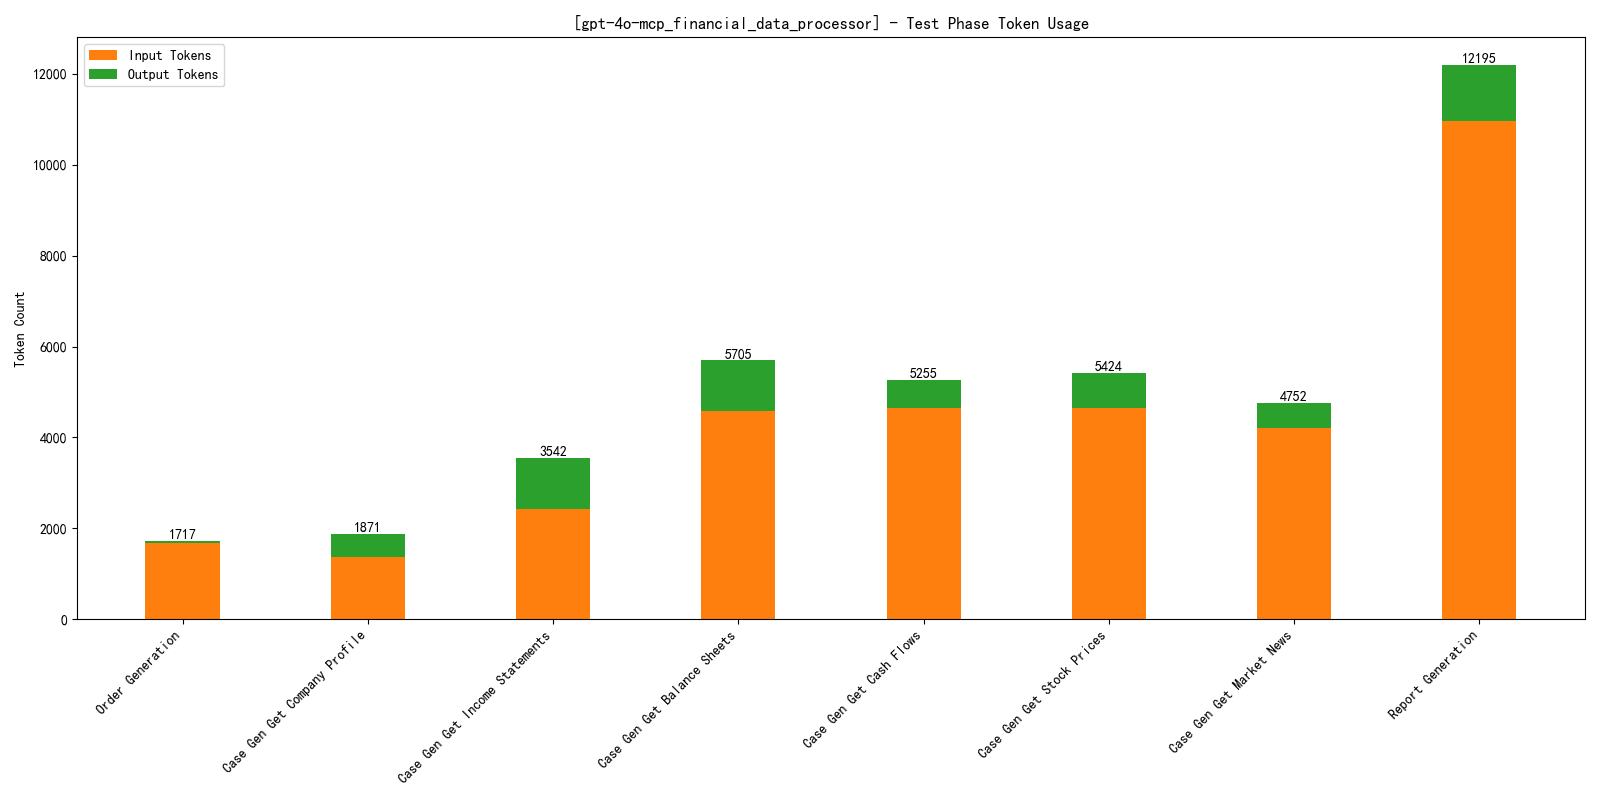 [gpt-4o-mcp_financial_data_processor] - Test Phase Token Usage
Input Tokens
Output Tokens
Token Count
12000
10000
8000
6000
4000
2000
0
1717
1871
3542
5705
5255
5424
4752
12195
Order Generation
Case Gen Get Company Profile
Case Gen Get Income Statements
Case Gen Get Balance Sheets
Case Gen Get Cash Flows
Case Gen Get Stock Prices
Case Gen Get Market News
Report Generation